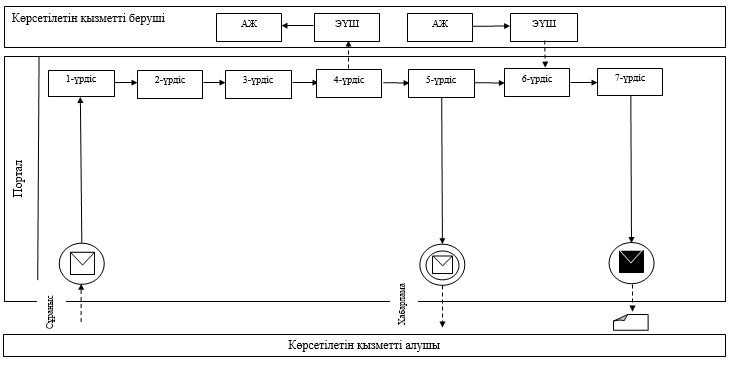 Көрсетілетін қызметті беруші
АЖ
ЭҮШ
АЖ
ЭҮШ
Портал
1-үрдіс
2-үрдіс
3-үрдіс
4-үрдіс
5-үрдіс
6-үрдіс
7-үрдіс
Сұраныс
Хабарлама
Көрсетілетін қызметті алушы